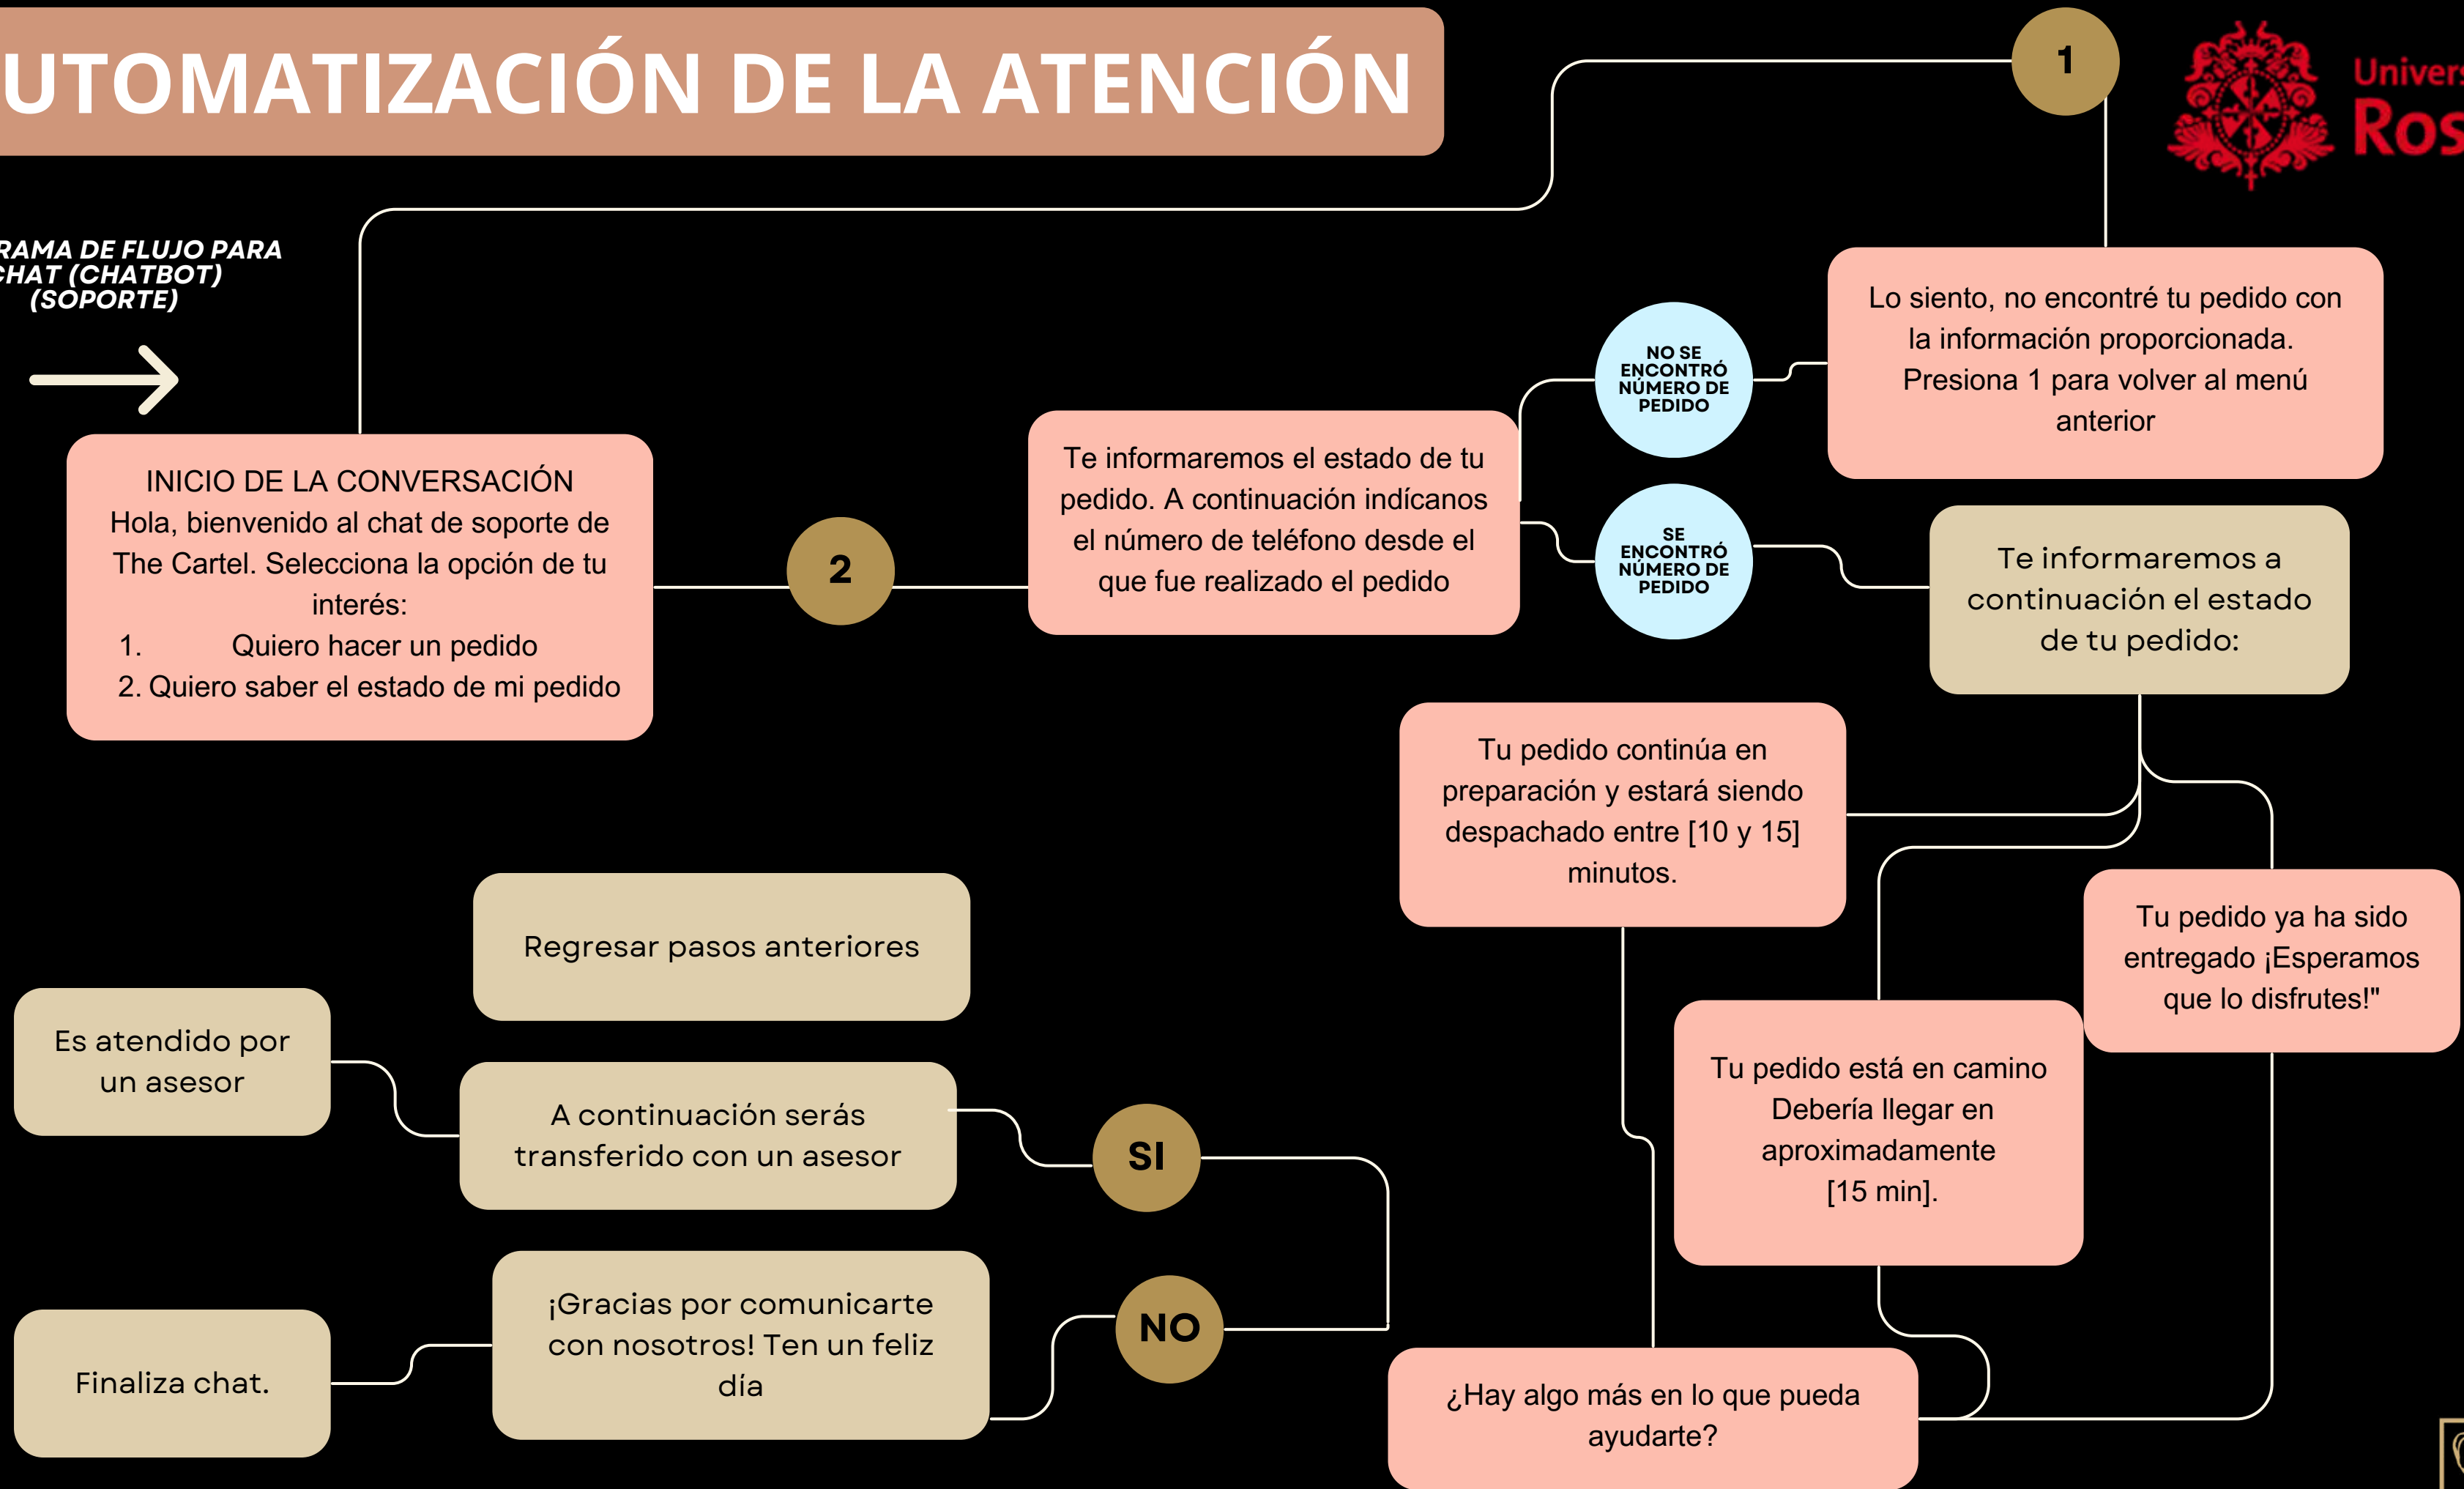 UTOMATIZACIÓN DE LA ATENCIÓN
1
Univers
Ros
RAMA DE FLUJO PARA
CHAT (CHATBOT)
(SOPORTE)
INICIO DE LA CONVERSACIÓN
Hola, bienvenido al chat de soporte de
The Cartel. Selecciona la opción de tu
interés:
1. Quiero hacer un pedido
2. Quiero saber el estado de mi pedido
2
Te informaremos el estado de tu
pedido. A continuación indícanos
el número de teléfono desde el
que fue realizado el pedido
NO SE
ENCONTRÓ
NÚMERO DE
PEDIDO
Lo siento, no encontré tu pedido con
la información proporcionada.
Presiona 1 para volver al menú
anterior
SE
ENCONTRÓ
NÚMERO DE
PEDIDO
Te informaremos a
continuación el estado
de tu pedido:
Tu pedido continúa en
preparación y estará siendo
despachado entre [10 y 15]
minutos.
Tu pedido ya ha sido
entregado ¡Esperamos
que lo disfrutes!"
Tu pedido está en camino
Debería llegar en
aproximadamente
[15 min].
¿Hay algo más en lo que pueda
ayudarte?
Regresar pasos anteriores
SI
A continuación serás
transferido con un asesor
Es atendido por
un asesor
NO
¡Gracias por comunicarte
con nosotros! Ten un feliz
día
Finaliza chat.